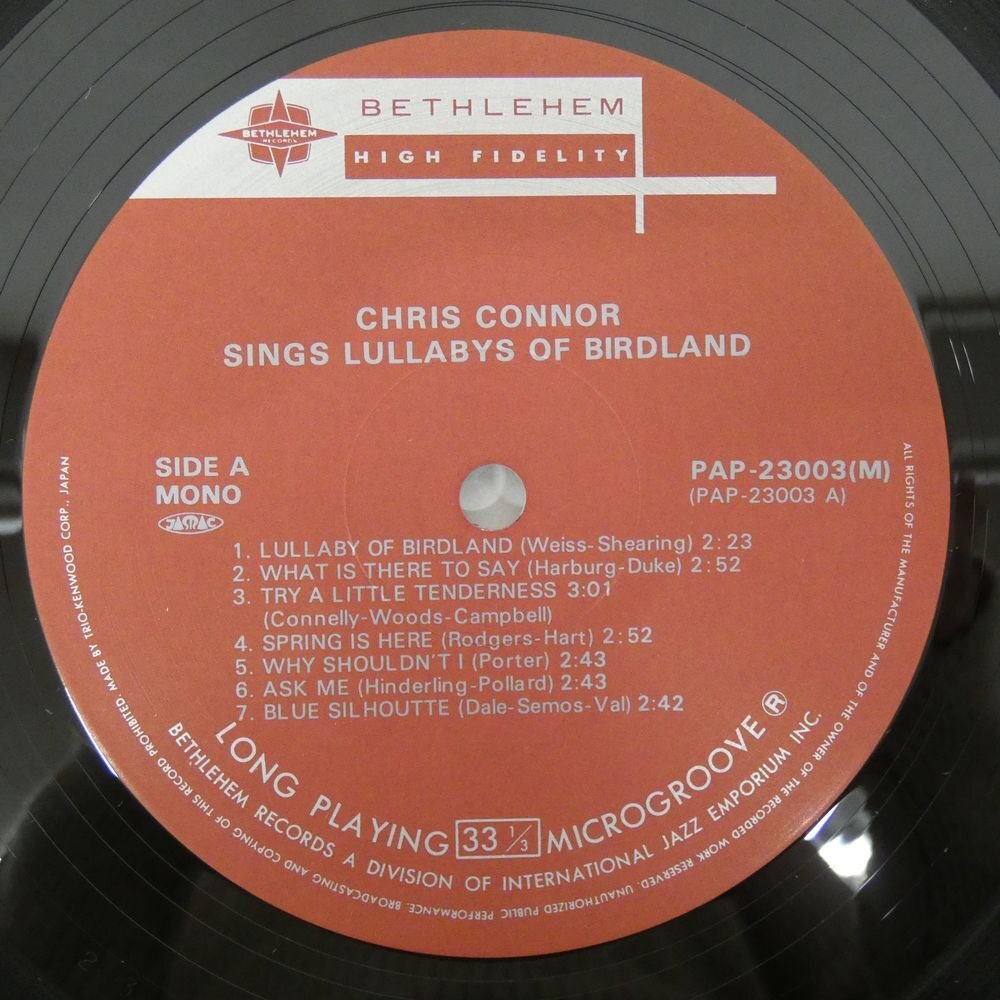 BETHLEHEM
BETHLEHEM
RECORDS
HIGH FIDELITY
CHRIS CONNOR
SINGS LULLABYS OF BIRDLAND
SIDE A
MONO
JASRAC
PAP-23003(M)
(PAP-23003 A)
1. LULLABY OF BIRDLAND (Weiss-Shearing) 2:23
2. WHAT IS THERE TO SAY (Harburg-Duke) 2:52
3. TRY A LITTLE TENDERNESS 3:01
(Connelly-Woods-Campbell)
4. SPRING IS HERE (Rodgers-Hart) 2:52
5. WHY SHOULDN'T I (Porter) 2:43
6. ASK ME (Hinderling-Pollard) 2:43
7. BLUE SILHOUTTE (Dale-Semos-Val) 2:42
LONG PLAYING 33 1/3 MICROGROOVE ®
BETHLEHEM RECORDS A DIVISION OF INTERNATIONAL JAZZ EMPORIUM INC.
ALL RIGHTS OF THE MANUFACTURER AND OF THE OWNER OF THE RECORDED WORK RESERVED. UNAUTHORIZED PUBLIC PERFORMANCE, BROADCASTING AND COPYING OF THIS RECORD PROHIBITED. MADE BY TRIO-KENWOOD CORP., JAPAN